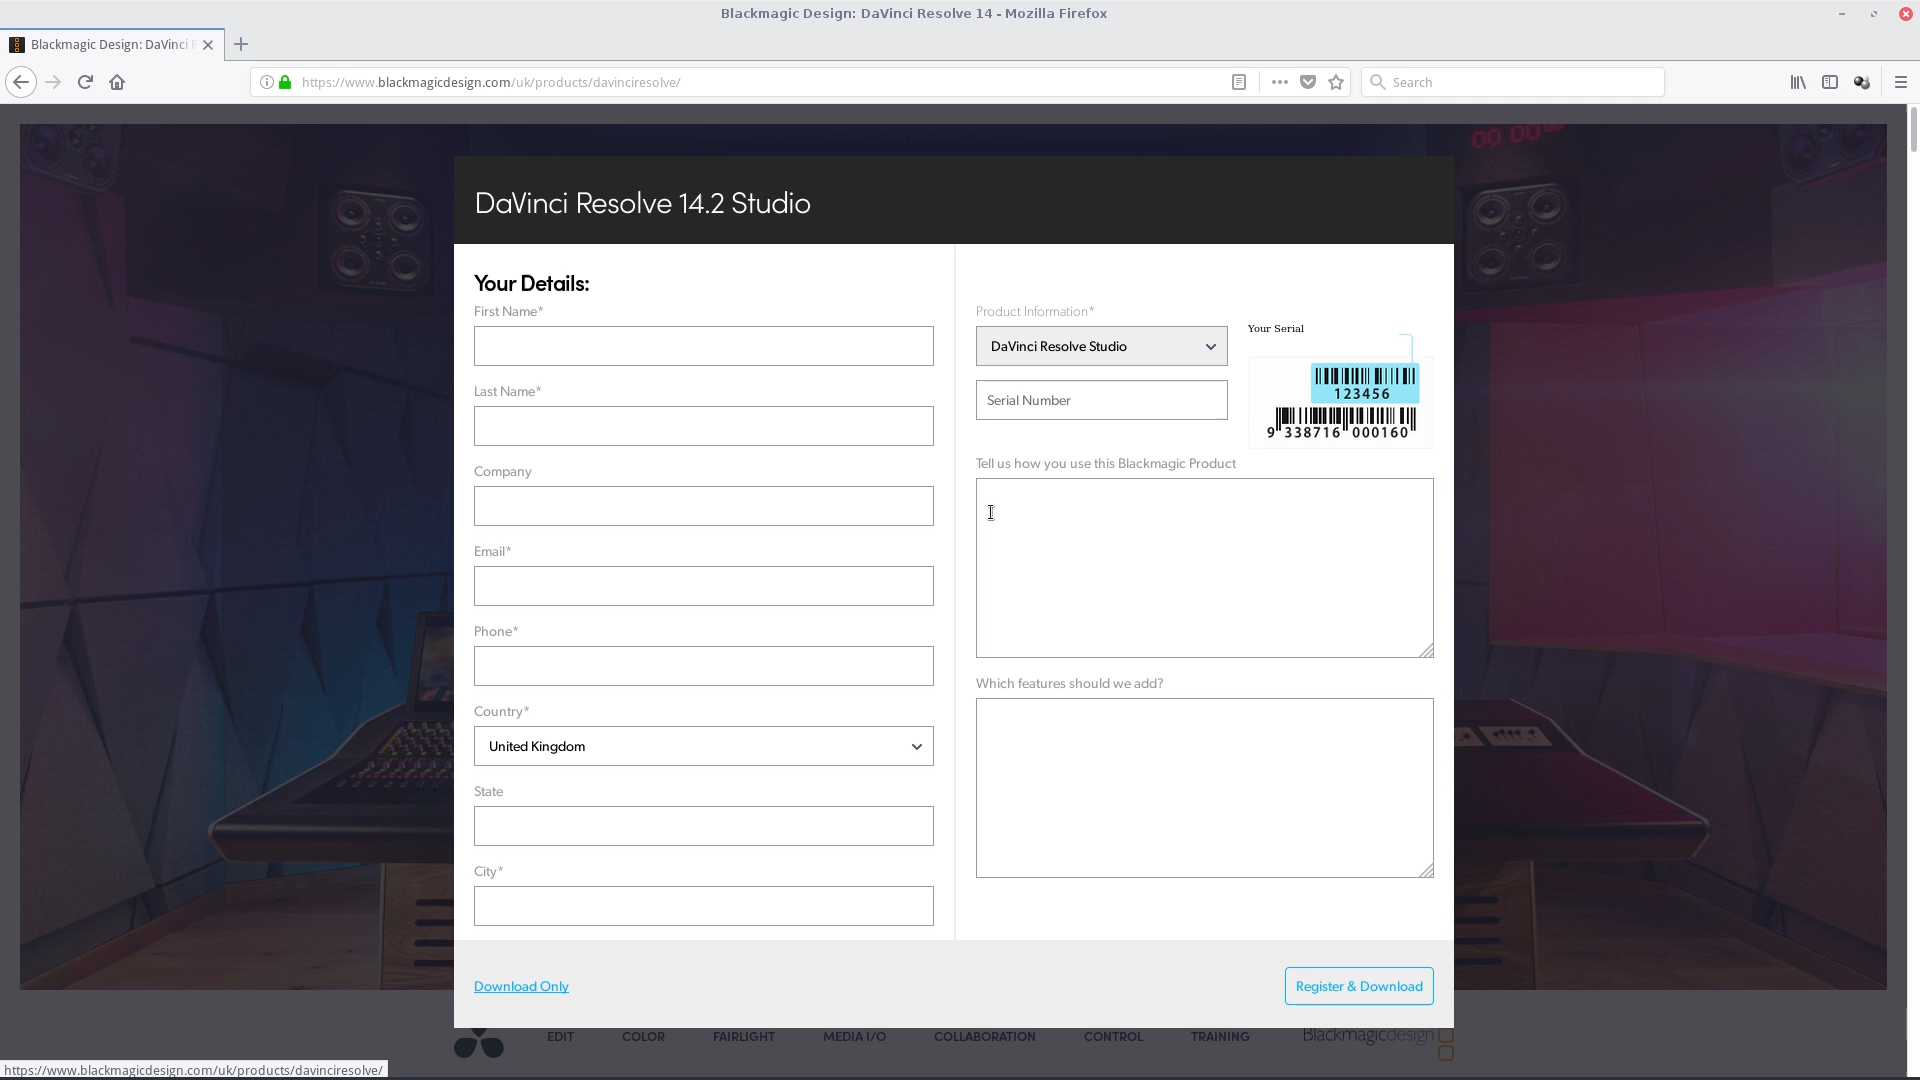 Blackmagic Design: DaVinci Resolve 14 - Mozilla Firefox
Blackmagic Design: DaVinci R
https://www.blackmagicdesign.com/uk/products/davinciresolve/
Search
00 00
DaVinci Resolve 14.2 Studio
Your Details:
First Name*
Last Name*
Company
Email*
Phone*
Country*
United Kingdom
State
City*
Product Information*
DaVinci Resolve Studio
Serial Number
Your Serial
123456
9 338716 000160
Tell us how you use this Blackmagic Product
Which features should we add?
Download Only
Register & Download
EDIT COLOR FAIRLIGHT MEDIA I/O COLLABORATION CONTROL TRAINING Blackmagicdesign
https://www.blackmagicdesign.com/uk/products/davinciresolve/